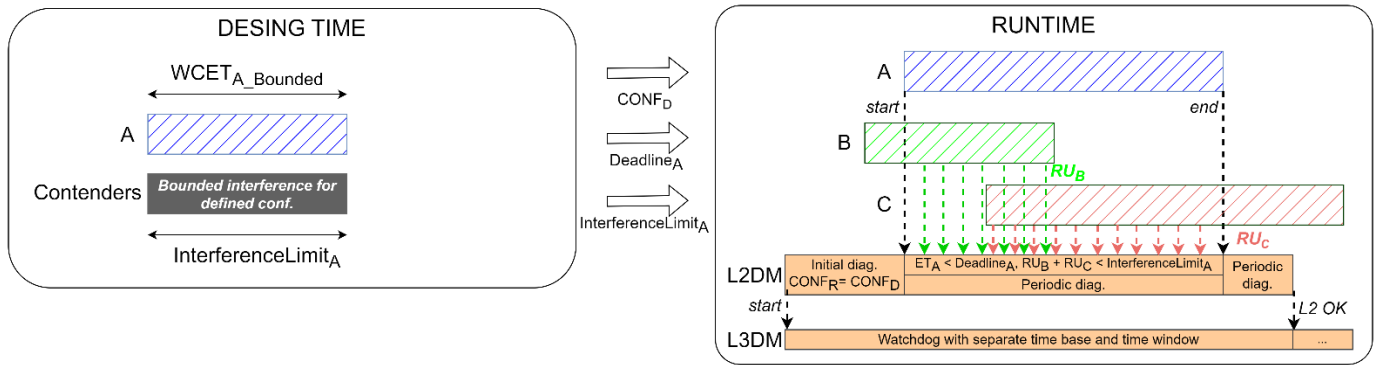 DESING TIME
WCETA_Bounded
A
Contenders
Bounded interference for
defined conf.
InterferenceLimitA
CONFD
DeadlineA
InterferenceLimitA
RUNTIME
A
start
end
B
RUB
C
RUC
L2DM
Initial diag.
CONFR= CONFD
ETA < DeadlineA, RUB + RUC < InterferenceLimitA
Periodic diag.
Periodic
diag.
start
L2 OK
L3DM
Watchdog with separate time base and time window
...